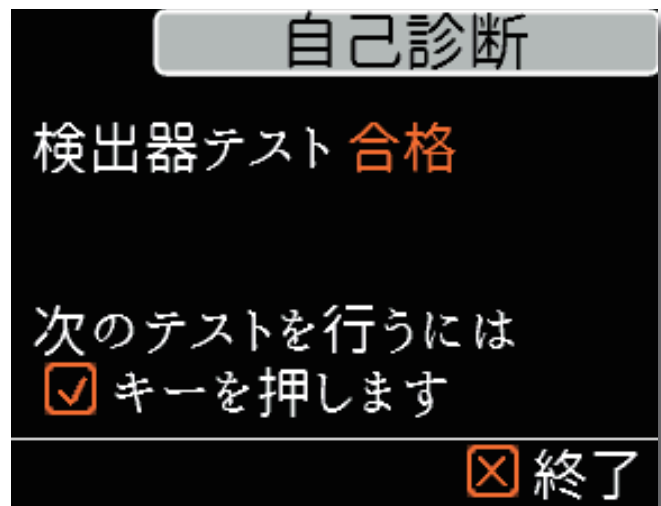 自己診断
検出器テスト 合格
次のテストを行うには
☑ キーを押します
☒ 終了